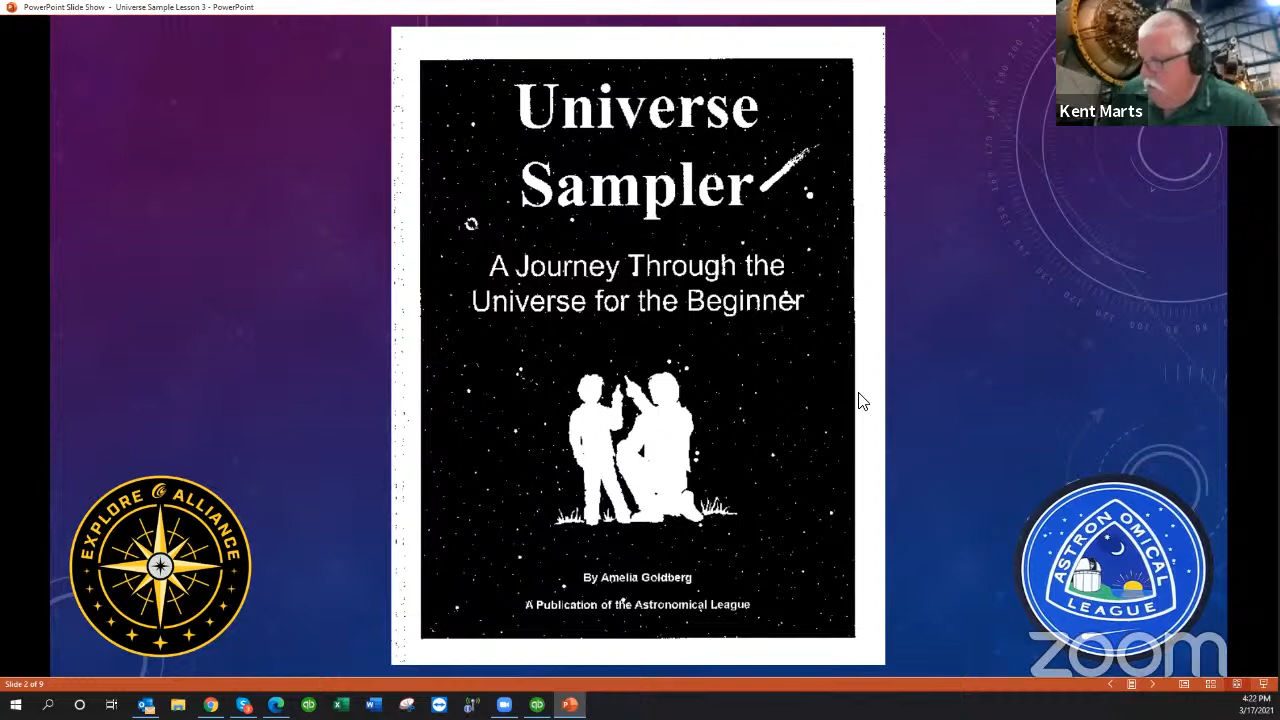 PowerPoint Slide Show - Universe Sample Lesson 3 - PowerPoint
Kent Marts
Universe
Sampler
A Journey Through the
Universe for the Beginner
By Amelia Goldberg
A Publication of the Astronomical League
EXPLORE ALLIANCE
ASTRONOMICAL
LEAGUE
zoom
Slide 2 of 9
4:22 PM
3/17/2021